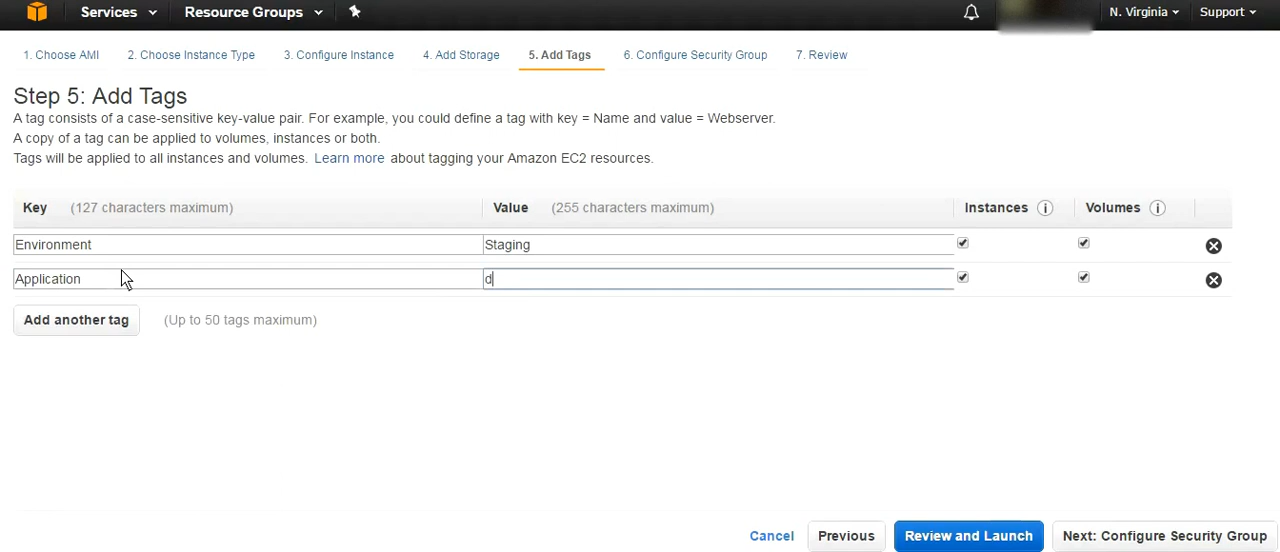 Services Resource Groups N. Virginia Support
1. Choose AMI 2. Choose Instance Type 3. Configure Instance 4. Add Storage 5. Add Tags 6. Configure Security Group 7. Review
Step 5: Add Tags
A tag consists of a case-sensitive key-value pair. For example, you could define a tag with key = Name and value = Webserver.
A copy of a tag can be applied to volumes, instances or both.
Tags will be applied to all instances and volumes. Learn more about tagging your Amazon EC2 resources.
Key (127 characters maximum) Value (255 characters maximum) Instances i Volumes i
Environment Staging
Application d
Add another tag (Up to 50 tags maximum)
Cancel Previous Review and Launch Next: Configure Security Group